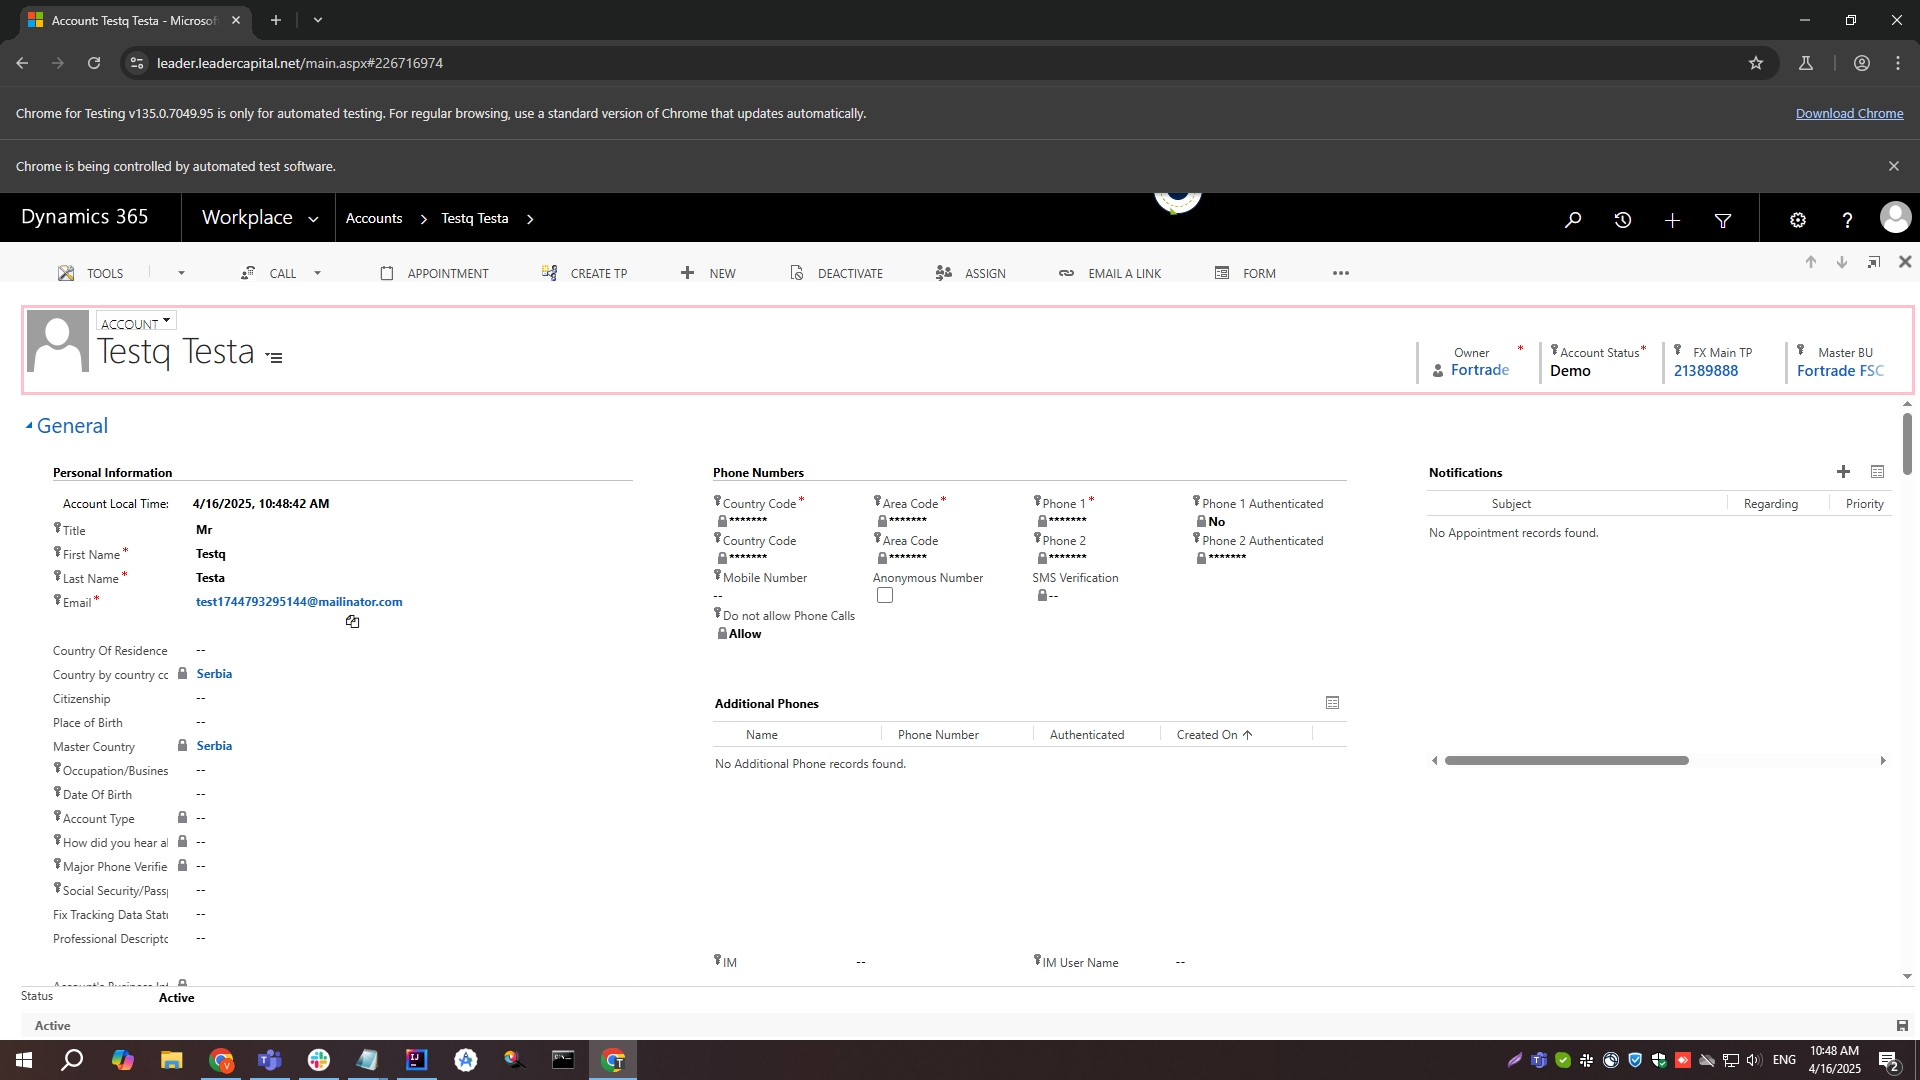 Account: Testq Testa - Microsof
leader.leadercapital.net/main.aspx#226716974
Chrome for Testing v135.0.7049.95 is only for automated testing. For regular browsing, use a standard version of Chrome that updates automatically.
Download Chrome
Chrome is being controlled by automated test software.
Dynamics 365
Workplace
Accounts
Testq Testa
TOOLS
CALL
APPOINTMENT
CREATE TP
NEW
DEACTIVATE
ASSIGN
EMAIL A LINK
FORM
ACCOUNT
Testq Testa
Owner *
Fortrade
Account Status *
Demo
FX Main TP
21389888
Master BU
Fortrade FSC
General
Personal Information
Account Local Time: 4/16/2025, 10:48:42 AM
Title Mr
First Name * Testq
Last Name * Testa
Email * test1744793295144@mailinator.com
Country Of Residence --
Country by country cc Serbia
Citizenship --
Place of Birth --
Master Country Serbia
Occupation/Busines --
Date Of Birth --
Account Type --
How did you hear a --
Major Phone Verifie --
Social Security/Pass --
Fix Tracking Data Statu --
Professional Descriptc --
Phone Numbers
Country Code * Area Code * Phone 1 * Phone 1 Authenticated
******* ******* ******* No
Country Code Area Code Phone 2 Phone 2 Authenticated
******* ******* ******* *******
Mobile Number Anonymous Number SMS Verification
-- --
Do not allow Phone Calls
Allow
Additional Phones
Name Phone Number Authenticated Created On
No Additional Phone records found.
IM -- IM User Name --
Notifications
Subject Regarding Priority
No Appointment records found.
Status Active
Active
ENG
10:48 AM
4/16/2025
2